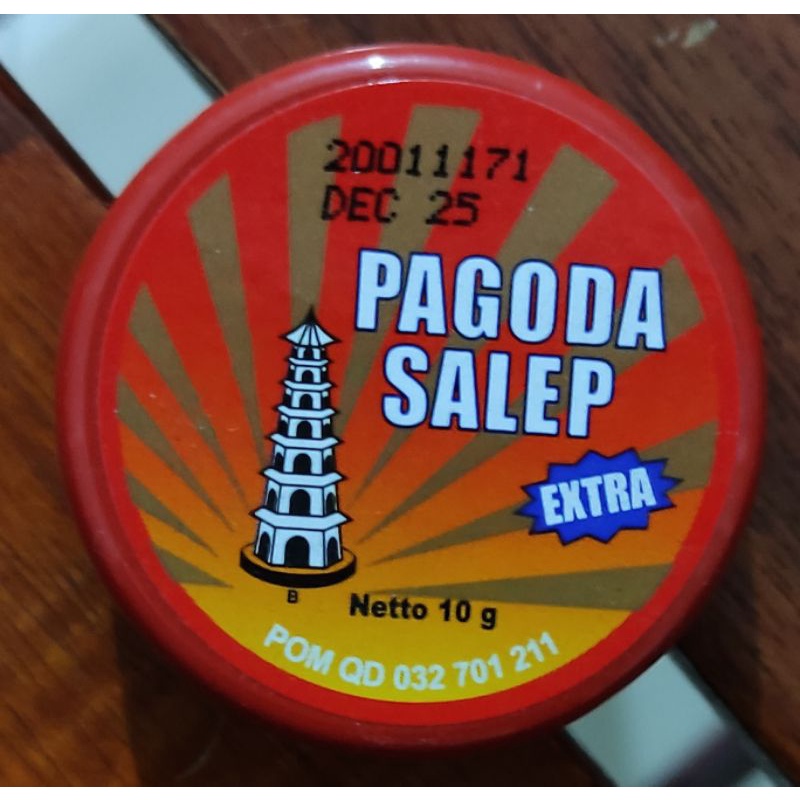 20011171
DEC 25
PAGODA
SALEP
EXTRA
B
Netto 10 g
POM QD 032 701 211